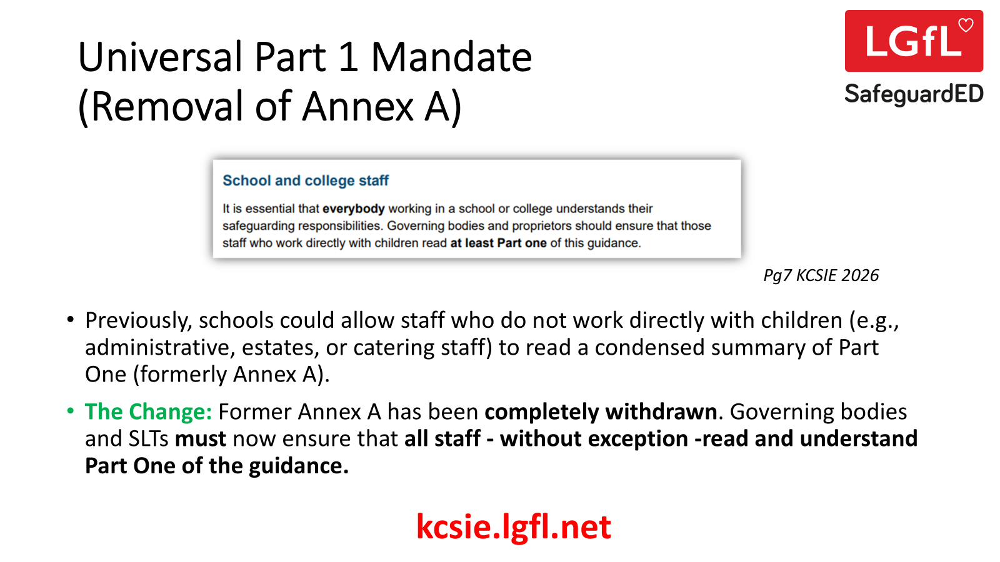 Universal Part 1 Mandate
(Removal of Annex A)
LGfL
SafeguardED
School and college staff
It is essential that everybody working in a school or college understands their
safeguarding responsibilities. Governing bodies and proprietors should ensure that those
staff who work directly with children read at least Part one of this guidance.
Pg7 KCSIE 2026
• Previously, schools could allow staff who do not work directly with children (e.g.,
administrative, estates, or catering staff) to read a condensed summary of Part
One (formerly Annex A).
• The Change: Former Annex A has been completely withdrawn. Governing bodies
and SLTs must now ensure that all staff - without exception -read and understand
Part One of the guidance.
kcsie.lgfl.net